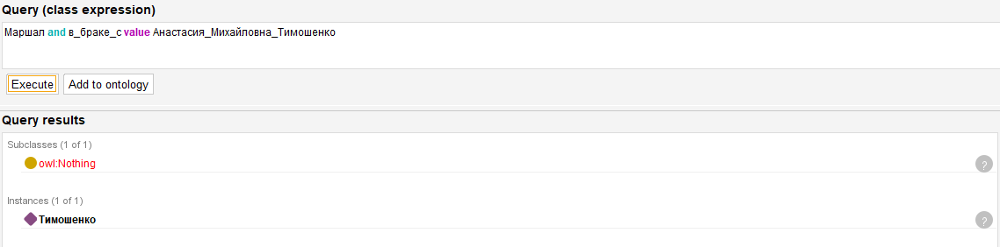 Query (class expression)
Маршал and в_браке_с value Анастасия_Михайловна_Тимошенко
Execute Add to ontology
Query results
Subclasses (1 of 1)
owl:Nothing ?
Instances (1 of 1)
Тимошенко ?